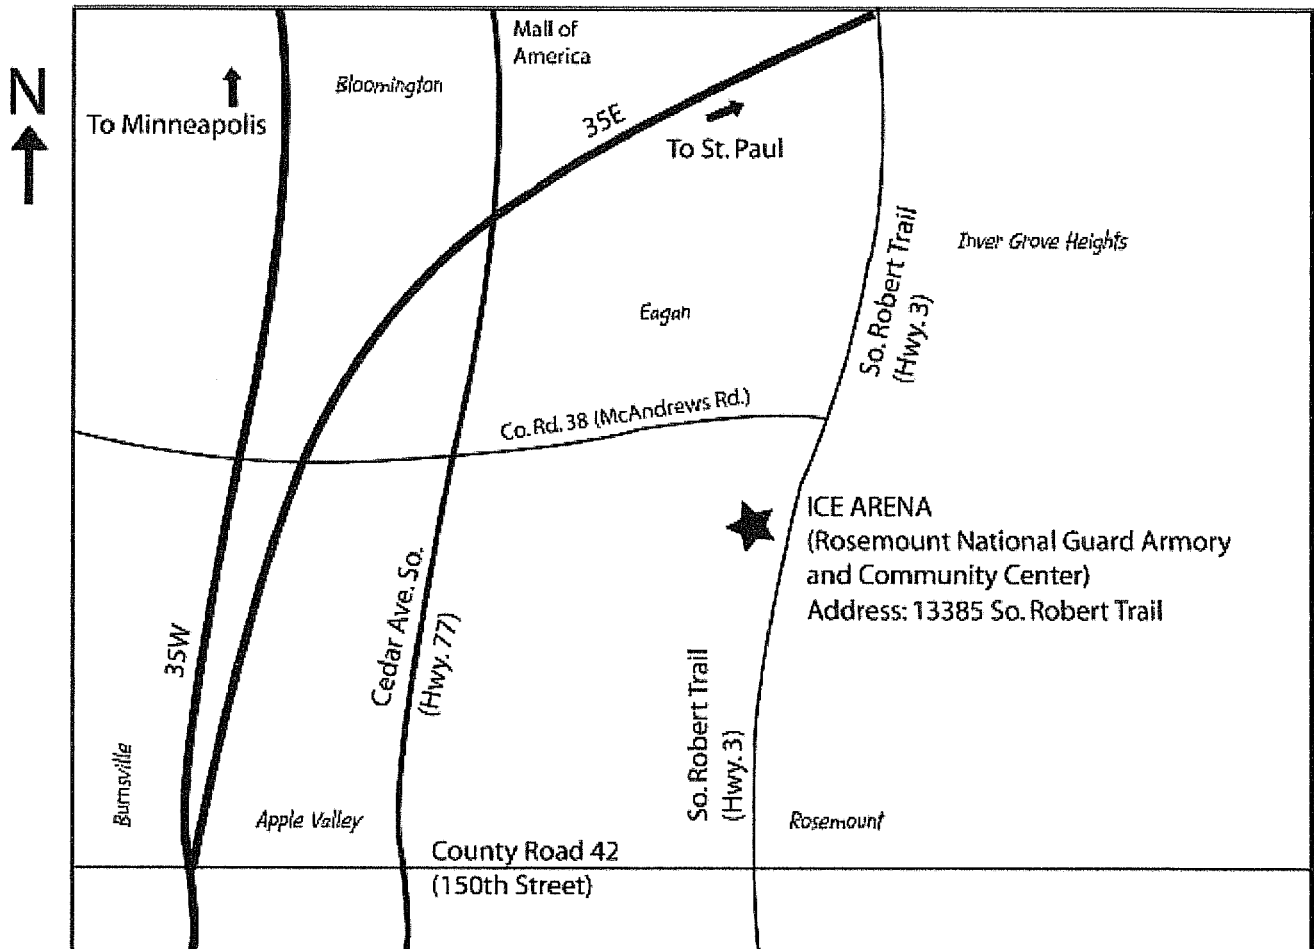 N
To Minneapolis
Bloomington
Mall of
America
35E
To St. Paul
So. Robert Trail
(Hwy. 3)
Inver Grove Heights
Eagan
Co. Rd. 38 (McAndrews Rd.)
ICE ARENA
(Rosemount National Guard Armory
and Community Center)
Address: 13385 So. Robert Trail
35W
Cedar Ave. So.
(Hwy. 77)
So. Robert Trail
(Hwy. 3)
Burnsville
Apple Valley
Rosemount
County Road 42
(150th Street)